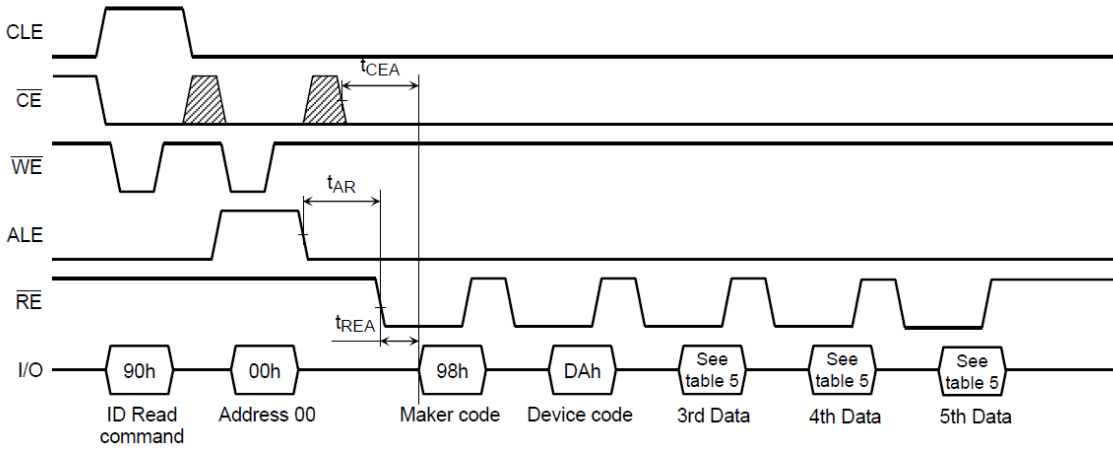 CLE
tCEA
CE
WE
tAR
ALE
RE
tREA
I/O
90h
00h
98h
DAh
See
table 5
See
table 5
See
table 5
ID Read
command
Address 00
Maker code
Device code
3rd Data
4th Data
5th Data